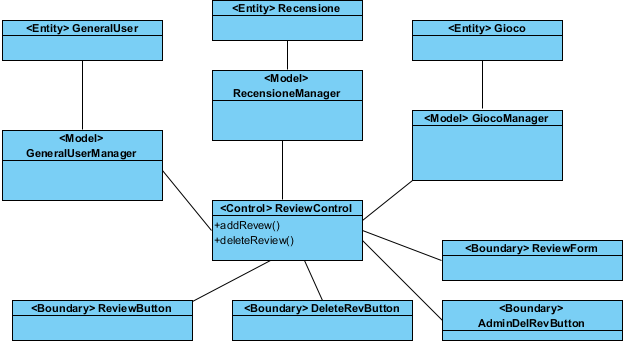 <Entity> GeneralUser
<Entity> Recensione
<Entity> Gioco
<Model>
RecensioneManager
<Model> GiocoManager
<Model>
GeneralUserManager
<Control> ReviewControl
+addRevew()
+deleteReview()
<Boundary> ReviewForm
<Boundary> ReviewButton
<Boundary> DeleteRevButton
<Boundary>
AdminDelRevButton